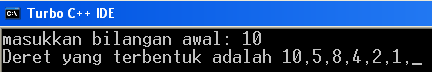 Turbo C++ IDE
masukkan bilangan awal: 10
Deret yang terbentuk adalah 10,5,8,4,2,1,_